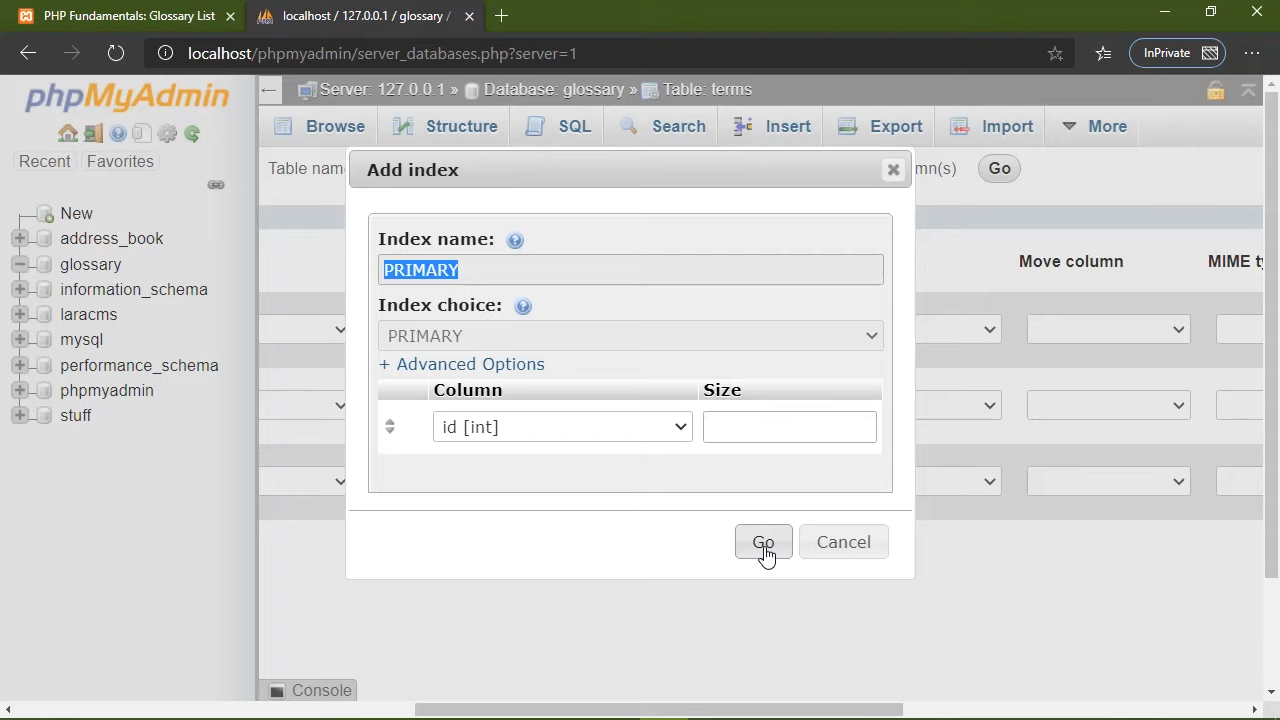 PHP Fundamentals: Glossary List
localhost / 127.0.0.1 / glossary /
localhost/phpmyadmin/server_databases.php?server=1
InPrivate
phpMyAdmin
Recent
Favorites
New
address_book
glossary
information_schema
laracms
mysql
performance_schema
phpmyadmin
stuff
Server: 127.0.0.1 » Database: glossary » Table: terms
Browse
Structure
SQL
Search
Insert
Export
Import
More
Table nam
mn(s)
Go
Move column
MIME ty
Add index
Index name:
PRIMARY
Index choice:
PRIMARY
+ Advanced Options
Column
Size
id [int]
Go
Cancel
Console